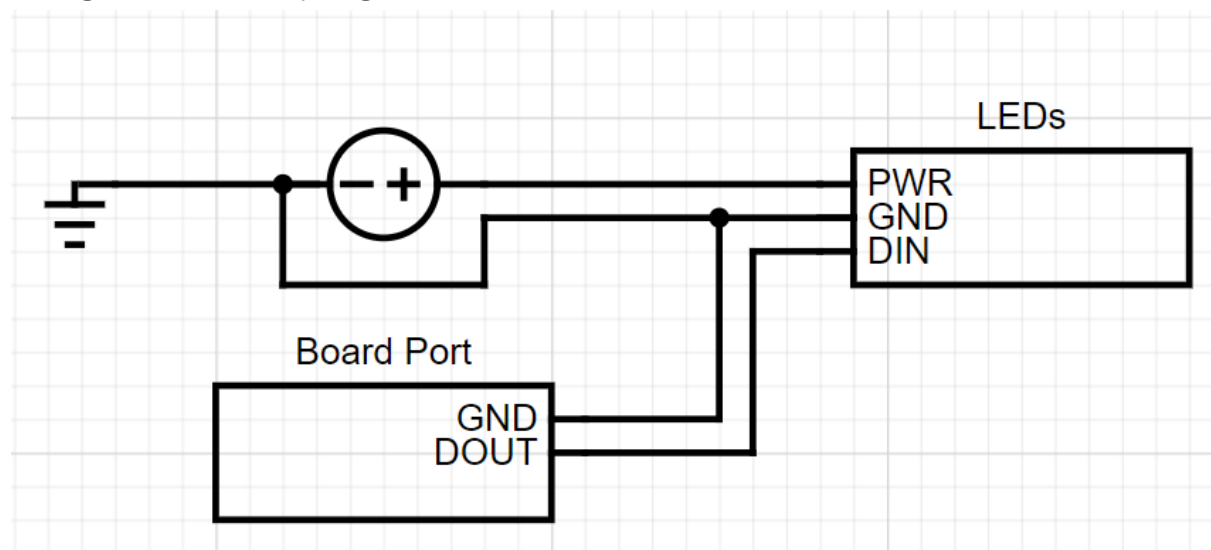 LEDs
− +
PWR
GND
DIN
Board Port
GND
DOUT